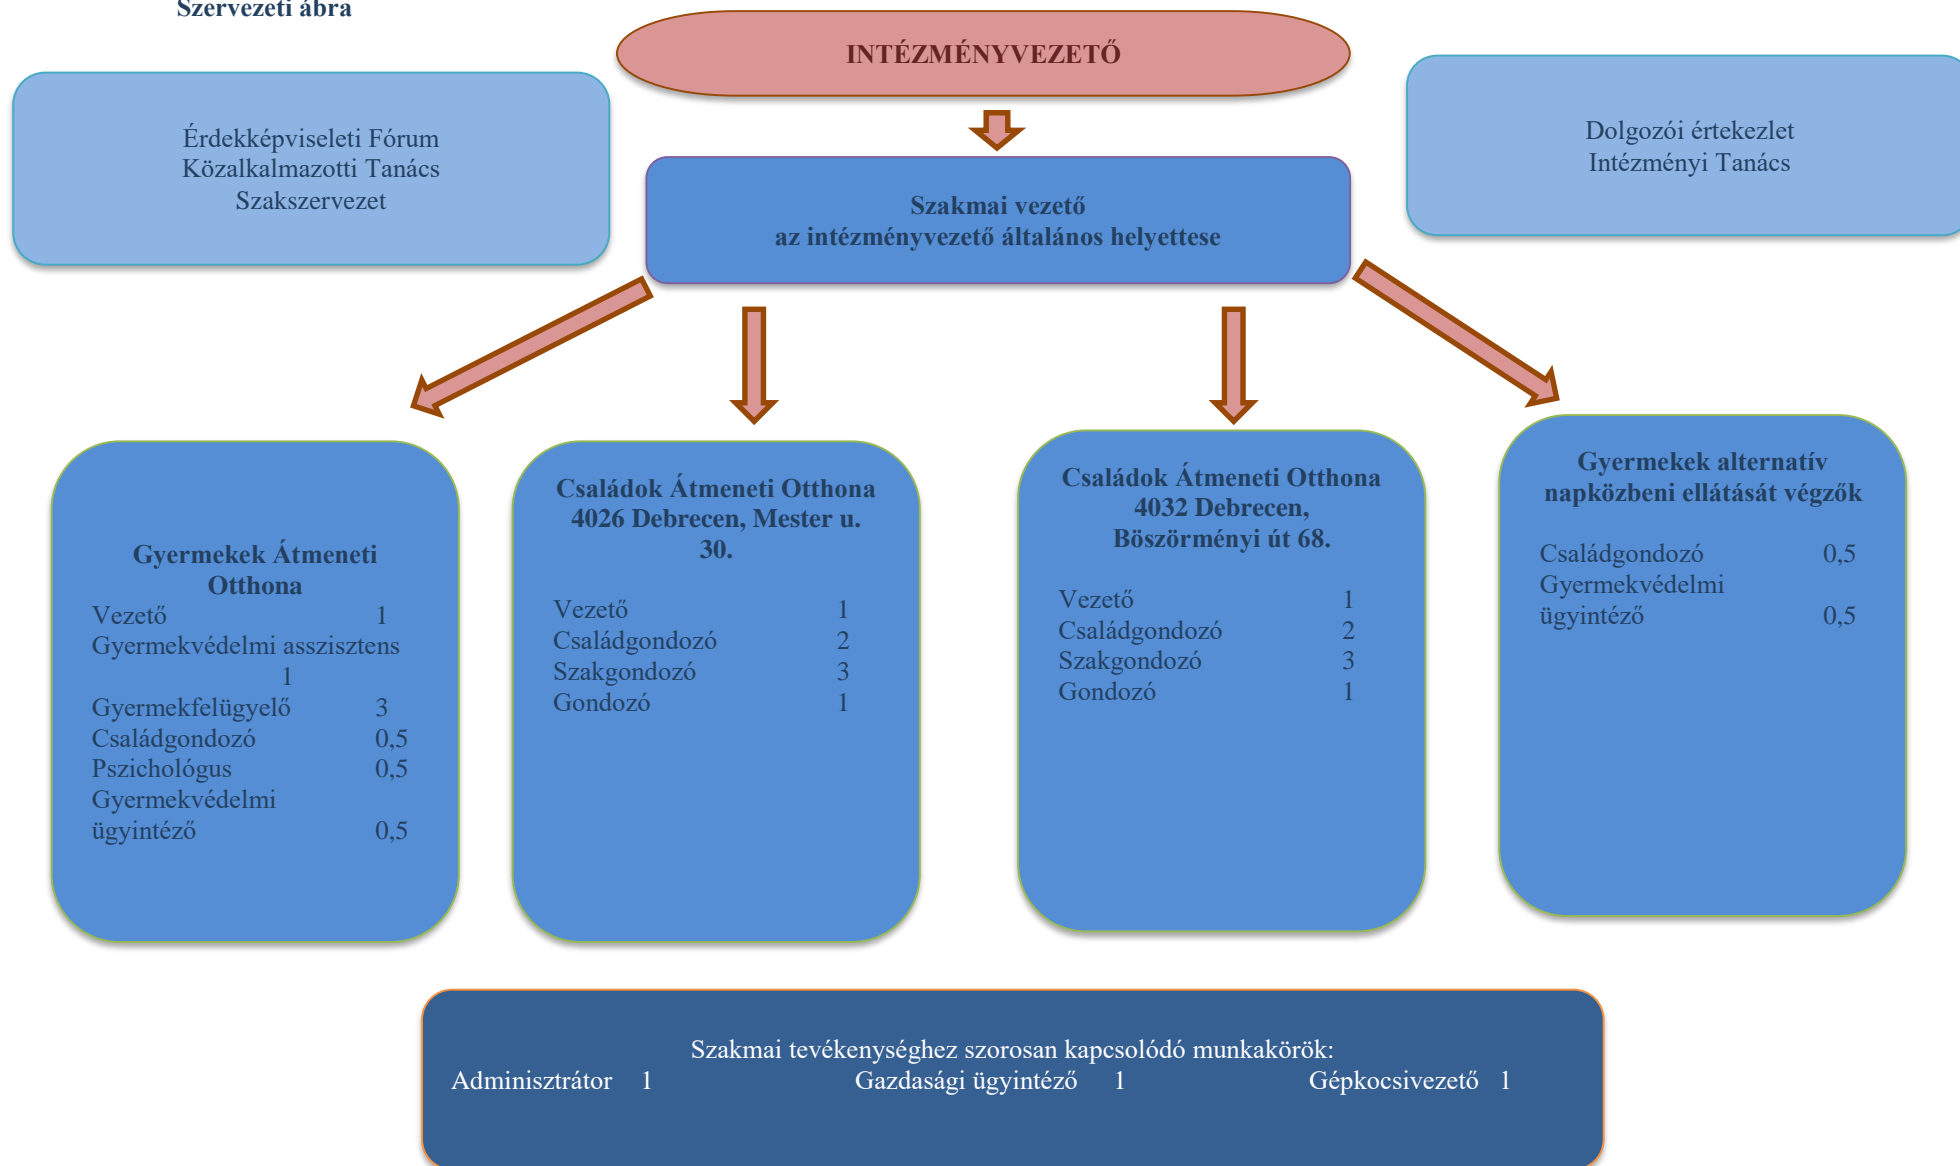 Szervezeti ábra
INTÉZMÉNYVEZETŐ
Érdekképviseleti Fórum
Közalkalmazotti Tanács
Szakszervezet
Dolgozói értekezlet
Intézményi Tanács
Szakmai vezető
az intézményvezető általános helyettese
Gyermekek Átmeneti
Otthona
Vezető 1
Gyermekvédelmi asszisztens
1
Gyermekfelügyelő 3
Családgondozó 0,5
Pszichológus 0,5
Gyermekvédelmi
ügyintéző 0,5
Családok Átmeneti Otthona
4026 Debrecen, Mester u.
30.
Vezető 1
Családgondozó 2
Szakgondozó 3
Gondozó 1
Családok Átmeneti Otthona
4032 Debrecen,
Böszörményi út 68.
Vezető 1
Családgondozó 2
Szakgondozó 3
Gondozó 1
Gyermekek alternatív
napközbeni ellátását végzők
Családgondozó 0,5
Gyermekvédelmi
ügyintéző 0,5
Szakmai tevékenységhez szorosan kapcsolódó munkakörök:
Adminisztrátor 1 Gazdasági ügyintéző 1 Gépkocsivezető 1